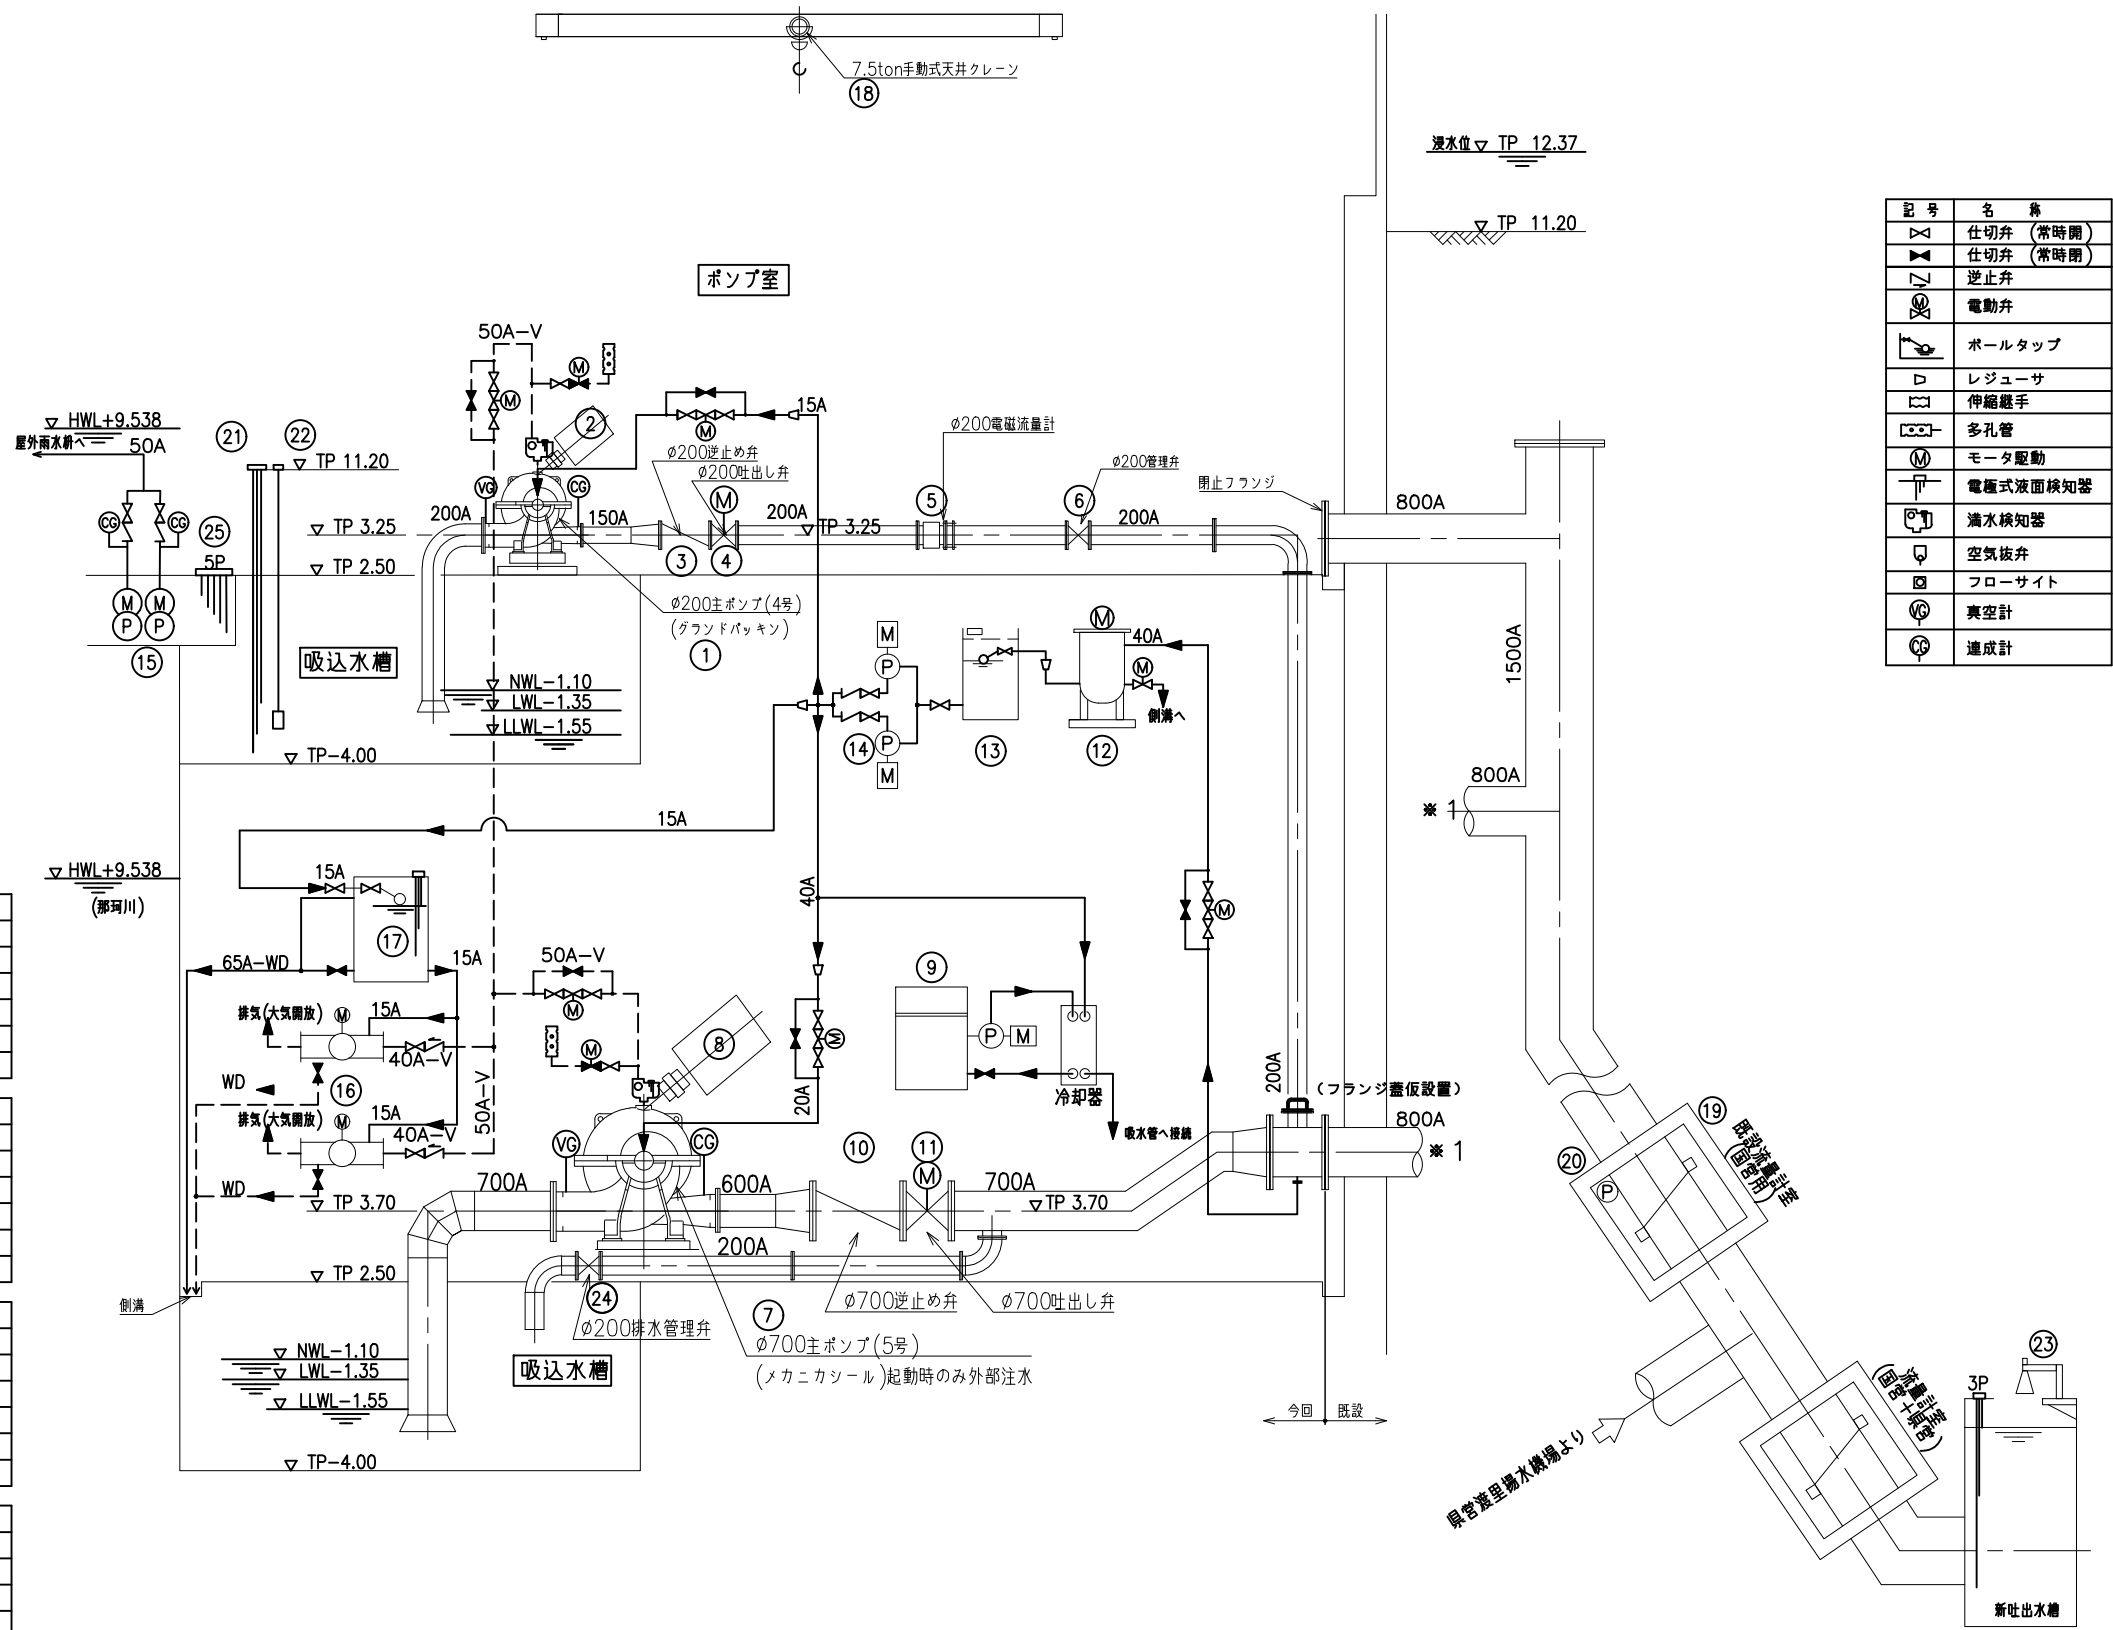 7.5ton手動式天井クレーン
18
浸水位 TP 12.37
TP 11.20
ポンプ室
記 号 名 称
仕切弁 (常時開)
仕切弁 (常時閉)
逆止弁
M 電動弁
ボールタップ
レジューサ
伸縮継手
多孔管
M モータ駆動
電極式液面検知器
満水検知器
空気抜弁
フローサイト
VG 真空計
CG 連成計
50A-V
M
M
2
15A
M
HWL+9.538
屋外雨水桝へ
50A
21
22
TP 11.20
CG CG
25
5P
VG
CG
200A
150A
φ200逆止め弁
φ200吐出し弁
M
200A
TP 3.25
TP 3.25
TP 2.50
3
4
φ200電磁流量計
5
φ200管理弁
6
200A
閉止フランジ
800A
M M
P P
15
吸込水槽
φ200主ポンプ(4号)
(グランドパッキン)
1
NWL-1.10
LWL-1.35
LLWL-1.55
TP-4.00
M
P
P
M
14
13
M
40A
M
側溝へ
12
1500A
800A
※ 1
15A
HWL+9.538
(那珂川)
15A
17
65A-WD
15A
40A
50A-V
M
9
M
P
M
冷却器
吸水管へ接続
排気(大気開放)
M
15A
40A-V
WD
16
排気(大気開放)
M
15A
40A-V
WD
50A-V
M
8
M
20A
200A
(フランジ蓋仮設置)
800A
※ 1
VG
CG
10
11
M
700A
600A
700A
TP 3.70
TP 3.70
200A
TP 2.50
側溝
24
φ200排水管理弁
7
φ700逆止め弁
φ700吐出し弁
φ700主ポンプ(5号)
(メカニカシール)起動時のみ外部注水
吸込水槽
NWL-1.10
LWL-1.35
LLWL-1.55
TP-4.00
今回 既設
19
既設流量計室
(国営用)
20
P
流量計室
(国営+県営)
県営渡里揚水機場より
23
3P
新吐出水槽